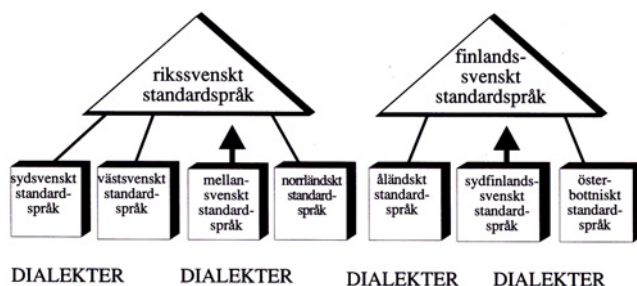 rikssvenskt
standardspråk
finlands-
svenskt
standardspråk
sydsvenskt
standard-
språk
västsvenskt
standard-
språk
mellan-
svenskt
standard-
språk
norrländskt
standard-
språk
åländskt
standard-
språk
sydfinlands-
svenskt
standard-
språk
öster-
bottniskt
standard-
språk
DIALEKTER
DIALEKTER
DIALEKTER
DIALEKTER